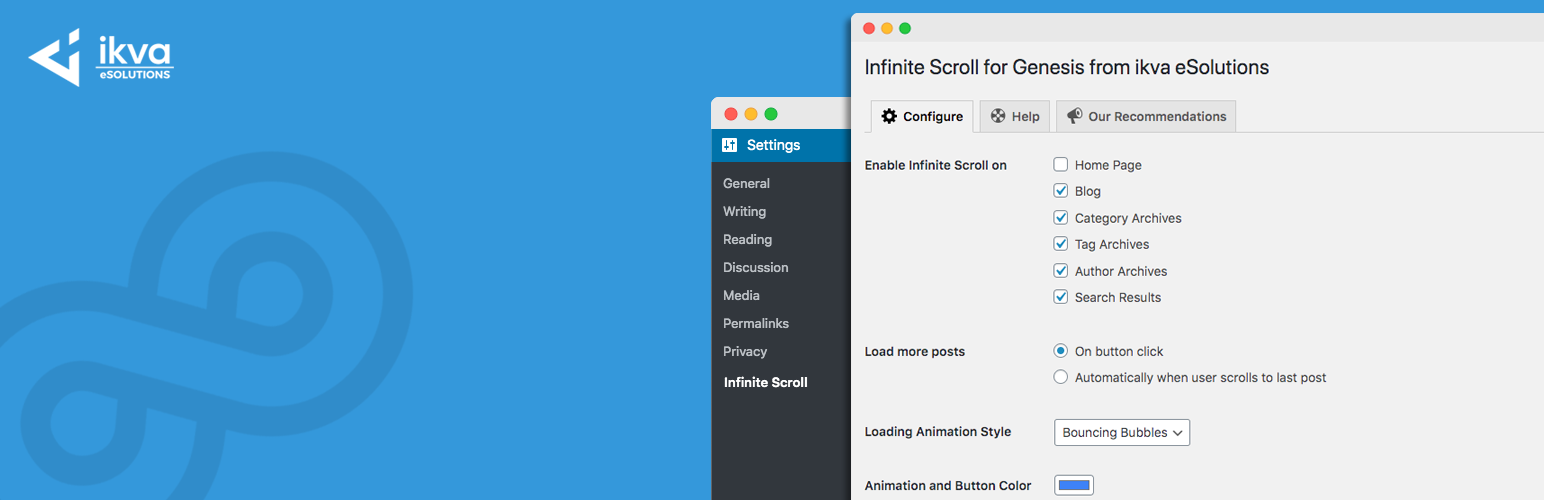 ikva
eSOLUTIONS
Settings
General
Writing
Reading
Discussion
Media
Permalinks
Privacy
Infinite Scroll
Infinite Scroll for Genesis from ikva eSolutions
Configure Help Our Recommendations
Enable Infinite Scroll on Home Page
Blog
Category Archives
Tag Archives
Author Archives
Search Results
Load more posts On button click
Automatically when user scrolls to last post
Loading Animation Style Bouncing Bubbles
Animation and Button Color